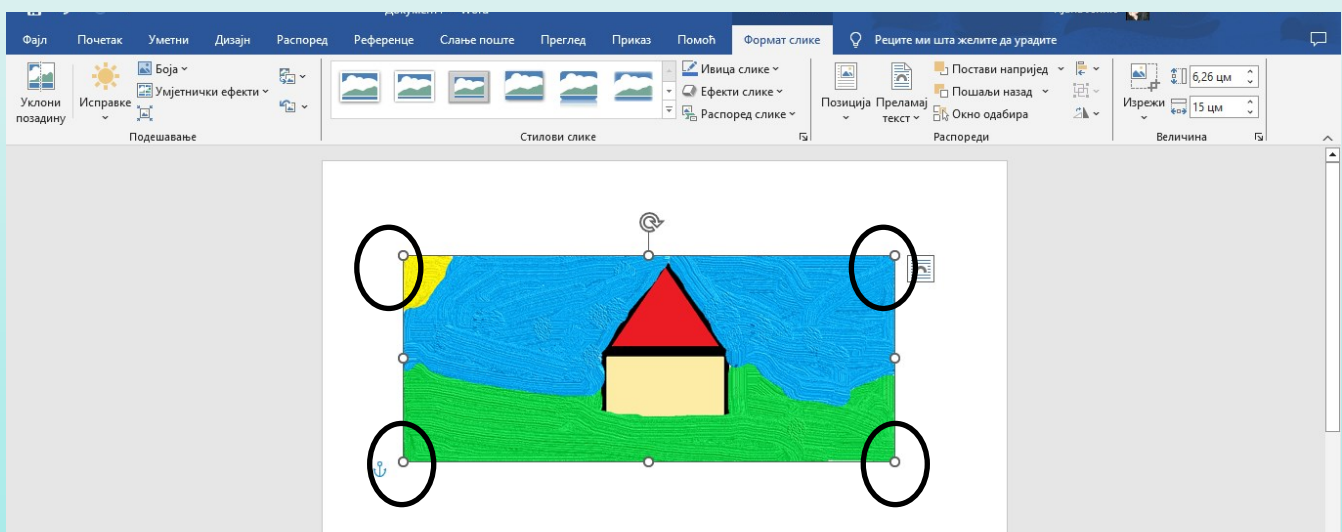 Фајл Почетак Уметни Дизајн Распоред Референце Слање поште Преглед Приказ Помоћ Формат слике Реците ми шта желите да урадите
Уклони позадину
Исправке
Боја
Умјетнички ефекти
Подешавање
Стилови слике
Ивица слике
Ефекти слике
Распоред слике
Позиција
Преламај текст
Постави напријед
Пошаљи назад
Окно одабира
Распореди
Изрежи
6,26 цм
15 цм
Величина